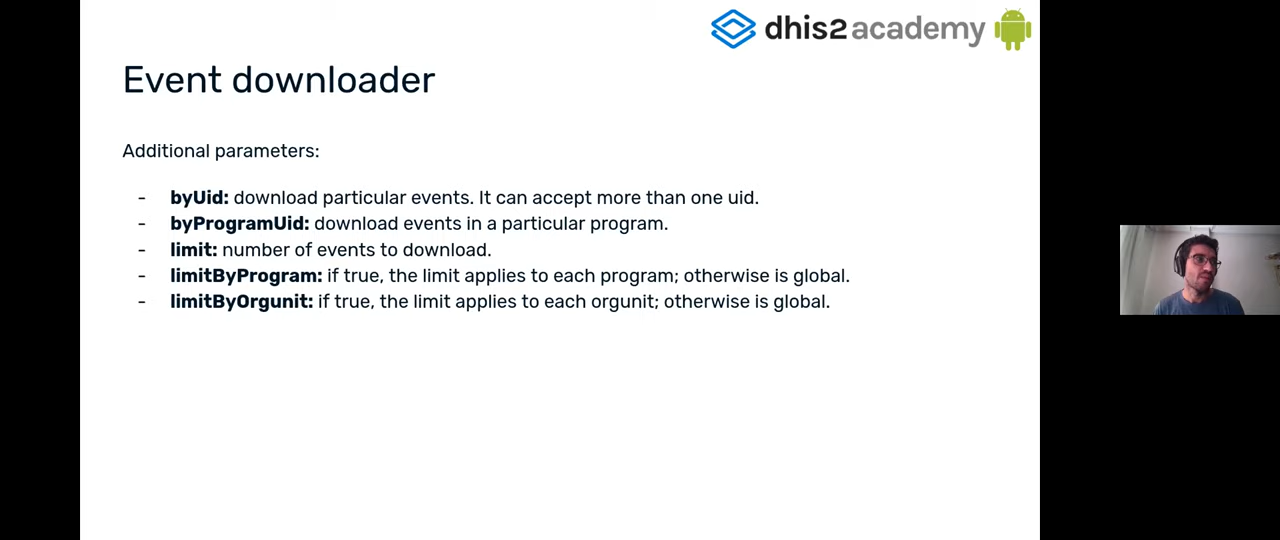 dhis2 academy
Event downloader
Additional parameters:
- byUid: download particular events. It can accept more than one uid.
- byProgramUid: download events in a particular program.
- limit: number of events to download.
- limitByProgram: if true, the limit applies to each program; otherwise is global.
- limitByOrgunit: if true, the limit applies to each orgunit; otherwise is global.